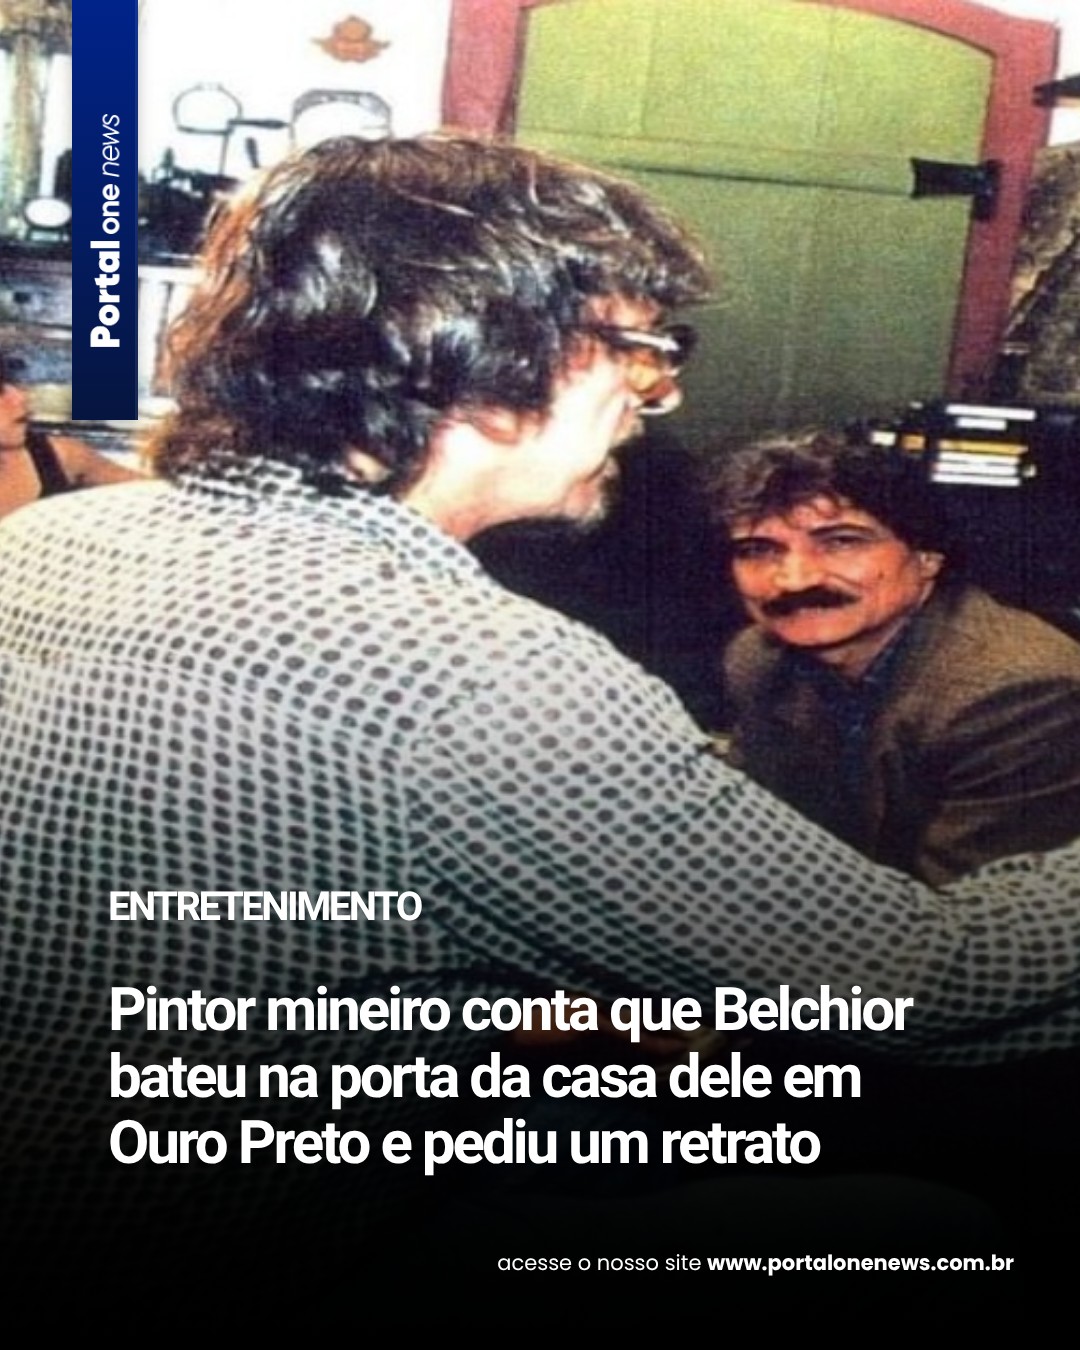 Portal one news
ENTRETENIMENTO
Pintor mineiro conta que Belchior
bateu na porta da casa dele em
Ouro Preto e pediu um retrato
acesse o nosso site www.portalonenews.com.br